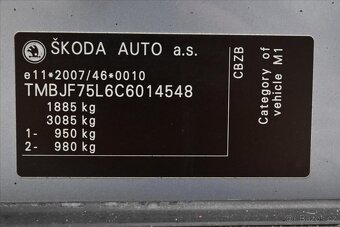 ŠKODA AUTO a.s.
e11*2007/46*0010
TMBJF75L6C6014548
1885 kg
3085 kg
1- 950 kg
2- 980 kg
CBZB
Category of
vehicle M1